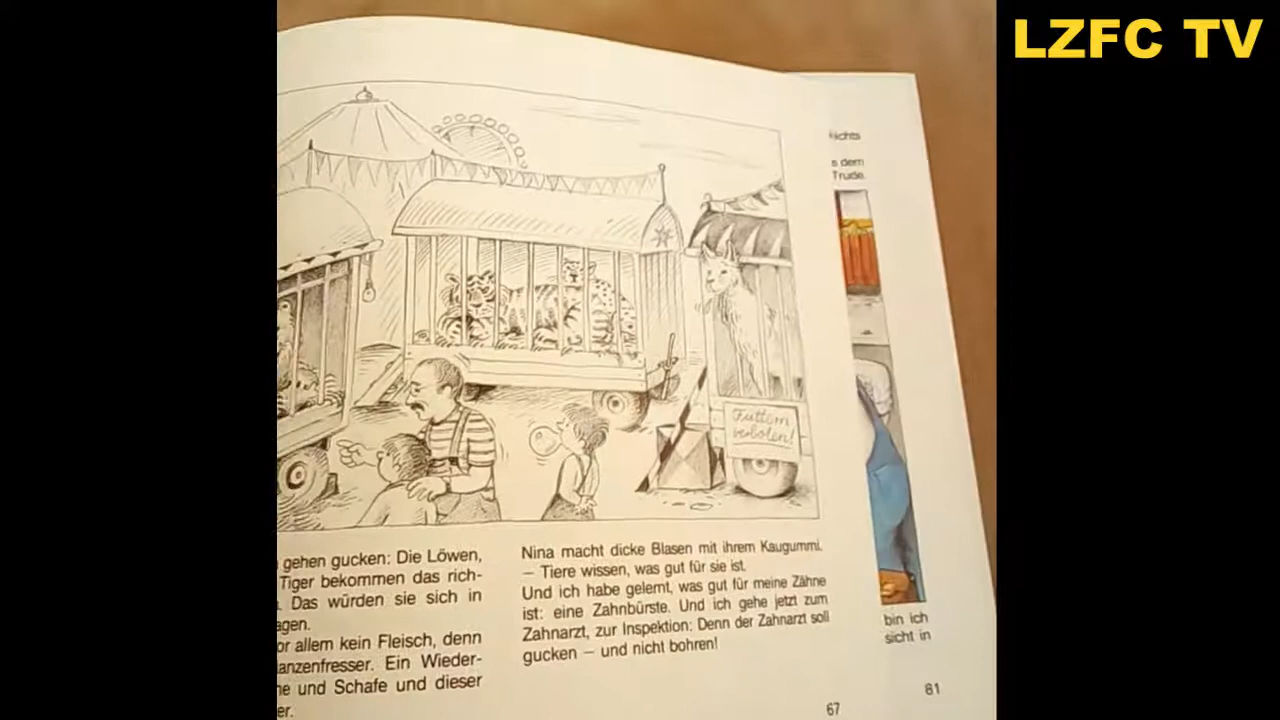 LZFC TV
Füttern
verboten!
gehen gucken: Die Löwen,
Tiger bekommen das rich-
Das würden sie sich in
or allem kein Fleisch, denn
anzenfresser. Ein Wieder-
ne und Schafe und dieser
er.
Nina macht dicke Blasen mit ihrem Kaugummi.
– Tiere wissen, was gut für sie ist.
Und ich habe gelernt, was gut für meine Zähne
ist: eine Zahnbürste. Und ich gehe jetzt zum
Zahnarzt, zur Inspektion: Denn der Zahnarzt soll
gucken – und nicht bohren!
67
s dem
Trude.
bin ich
sicht in
81